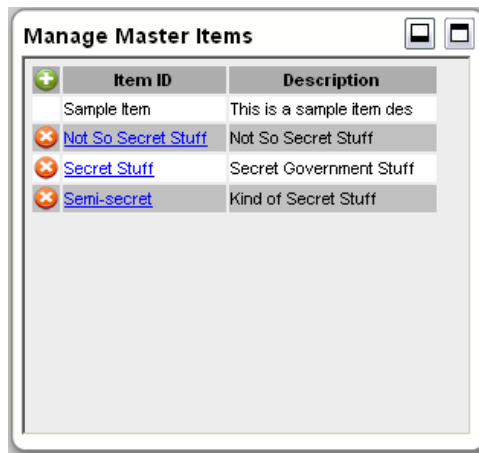 Manage Master Items
Item ID Description
Sample Item This is a sample item des
Not So Secret Stuff Not So Secret Stuff
Secret Stuff Secret Government Stuff
Semi-secret Kind of Secret Stuff